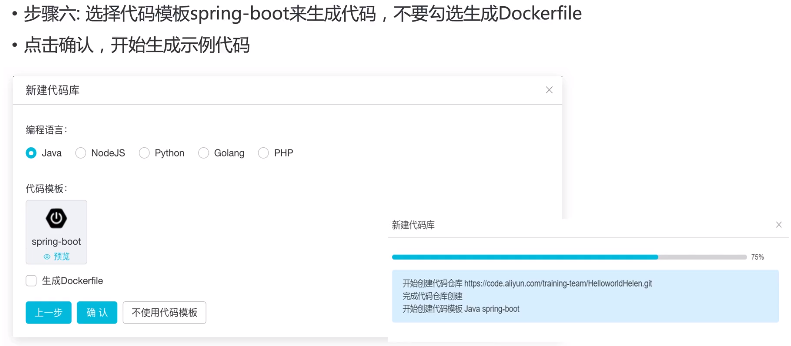 • 步骤六: 选择代码模板spring-boot来生成代码，不要勾选生成Dockerfile
• 点击确认，开始生成示例代码
新建代码库
编程语言:
Java NodeJS Python Golang PHP
代码模板:
spring-boot
预览
生成Dockerfile
上一步 确 认 不使用代码模板
新建代码库
75%
开始创建代码仓库 https://code.aliyun.com/training-team/HelloworldHelen.git
完成代码仓库创建
开始创建代码模板 Java spring-boot